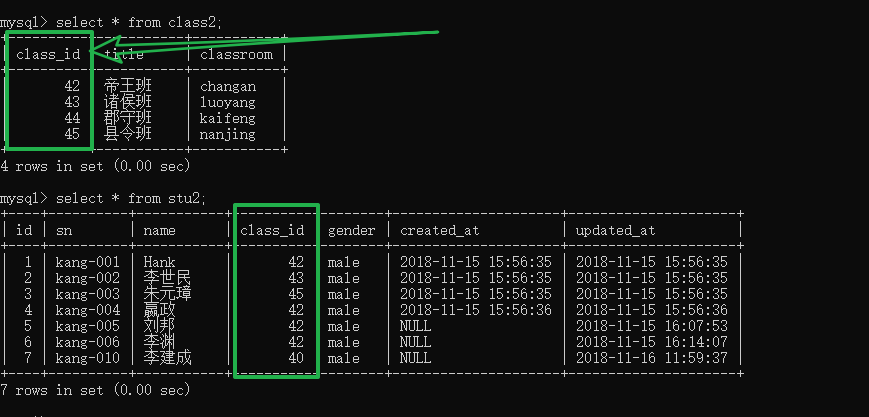 mysql> select * from class2;
| class_id | title | classroom |
| 42 | 帝王班 | changan |
| 43 | 诸侯班 | luoyang |
| 44 | 郡守班 | kaifeng |
| 45 | 县令班 | nanjing |
4 rows in set (0.00 sec)
mysql> select * from stu2;
| id | sn | name | class_id | gender | created_at | updated_at |
| 1 | kang-001 | Hank | 42 | male | 2018-11-15 15:56:35 | 2018-11-15 15:56:35 |
| 2 | kang-002 | 李世民 | 43 | male | 2018-11-15 15:56:35 | 2018-11-15 15:56:35 |
| 3 | kang-003 | 朱元璋 | 45 | male | 2018-11-15 15:56:35 | 2018-11-15 15:56:35 |
| 4 | kang-004 | 嬴政 | 42 | male | 2018-11-15 15:56:36 | 2018-11-15 15:56:36 |
| 5 | kang-005 | 刘邦 | 42 | male | NULL | 2018-11-15 16:07:53 |
| 6 | kang-006 | 李渊 | 42 | male | NULL | 2018-11-15 16:14:07 |
| 7 | kang-010 | 李建成 | 40 | male | NULL | 2018-11-16 11:59:37 |
7 rows in set (0.00 sec)